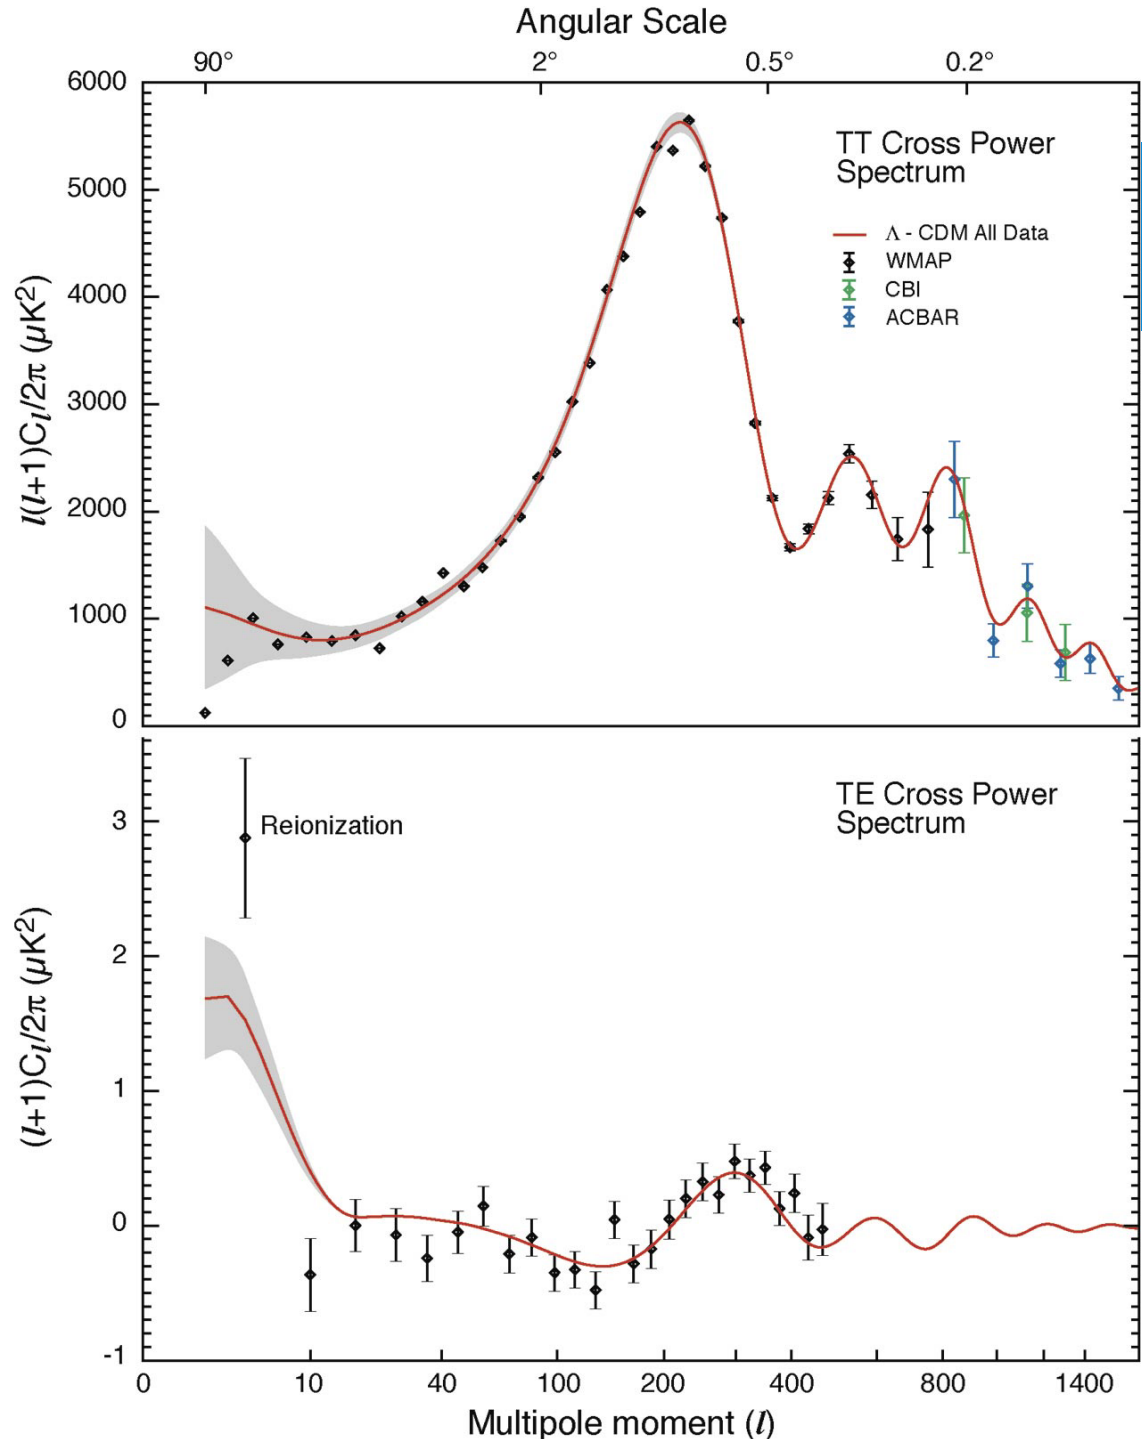 Angular Scale
90° 2° 0.5° 0.2°
6000
5000
4000
3000
2000
1000
0
l(l+1)Cl/2π (μK2)
TT Cross Power
Spectrum
Λ - CDM All Data
WMAP
CBI
ACBAR
3
2
1
0
-1
(l+1)Cl/2π (μK2)
Reionization
TE Cross Power
Spectrum
0 10 40 100 200 400 800 1400
Multipole moment (l)